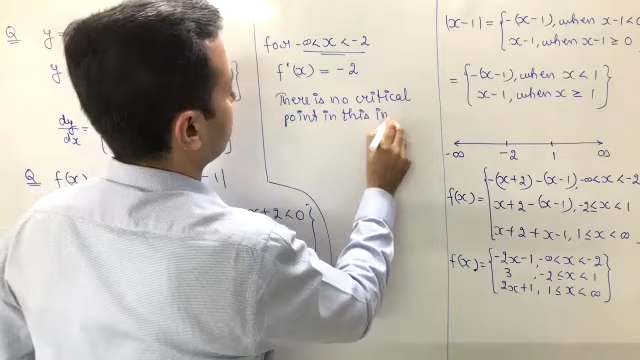 Q y =
y
dy/dx =
Q f(x) -1|
x+2<0
for -∞<x<-2
f'(x) = -2
There is no critical
point in this in
|x-1| = { -(x-1), when x-1<0
x-1, when x-1≥0
= { -(x-1), when x<1
x-1, when x≥1 }
-∞ -2 1 ∞
f(x)= { -(x+2)-(x-1), -∞<x<-2
x+2-(x-1), -2≤x<1
x+2+x-1, 1≤x<∞
f(x)= { -2x-1, -∞<x<-2
3, -2≤x<1
2x+1, 1≤x<∞ }